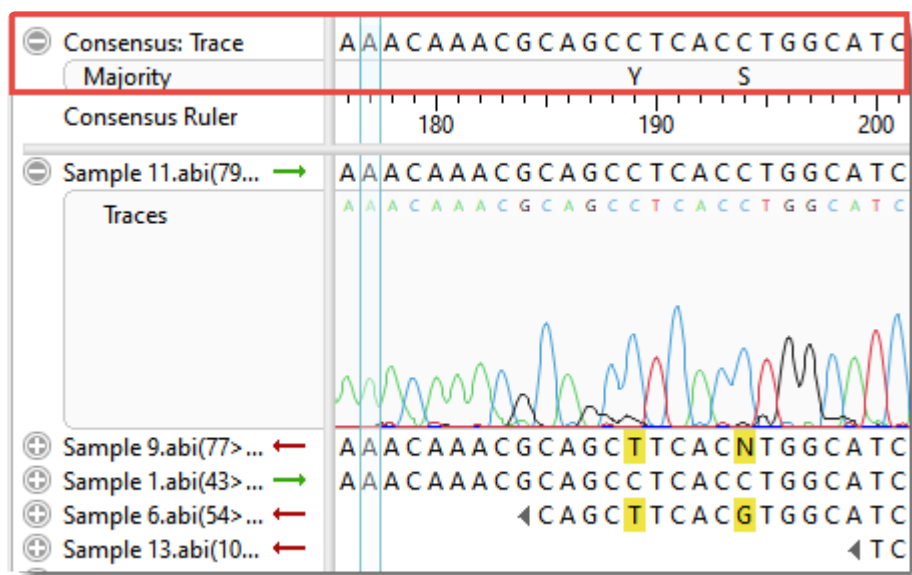 Consensus: Trace AAACAAACGCAGCCTCACCTGGCATC
Majority Y S
Consensus Ruler 180 190 200
Sample 11.abi(79... AAACAAACGCAGCCTCACCTGGCATC
Traces AAACAAACGCAGCCTCACCTGGCATC
Sample 9.abi(77>... AAACAAACGCAGCTTCACNTGGCATC
Sample 1.abi(43>... AAACAAACGCAGCCTCACCTGGCATC
Sample 6.abi(54>... CAGCTTCACGTGGCATC
Sample 13.abi(10... TC